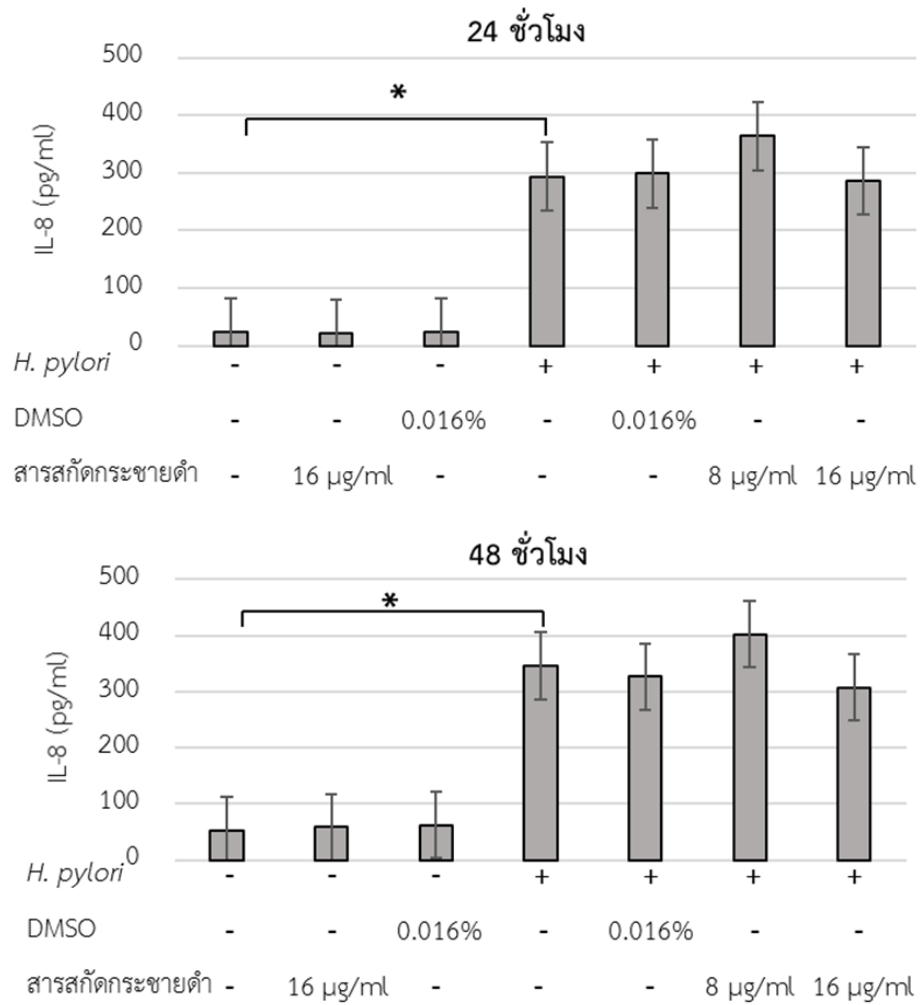 24 ชั่วโมง
500
*
400
300
IL-8 (pg/ml)
200
100
0
H. pylori - - - + + + +
DMSO - - 0.016% - 0.016% - -
สารสกัดกระชายดำ - 16 µg/ml - - - 8 µg/ml 16 µg/ml
48 ชั่วโมง
500
*
400
300
IL-8 (pg/ml)
200
100
0
H. pylori - - - + + + +
DMSO - - 0.016% - 0.016% - -
สารสกัดกระชายดำ - 16 µg/ml - - - 8 µg/ml 16 µg/ml